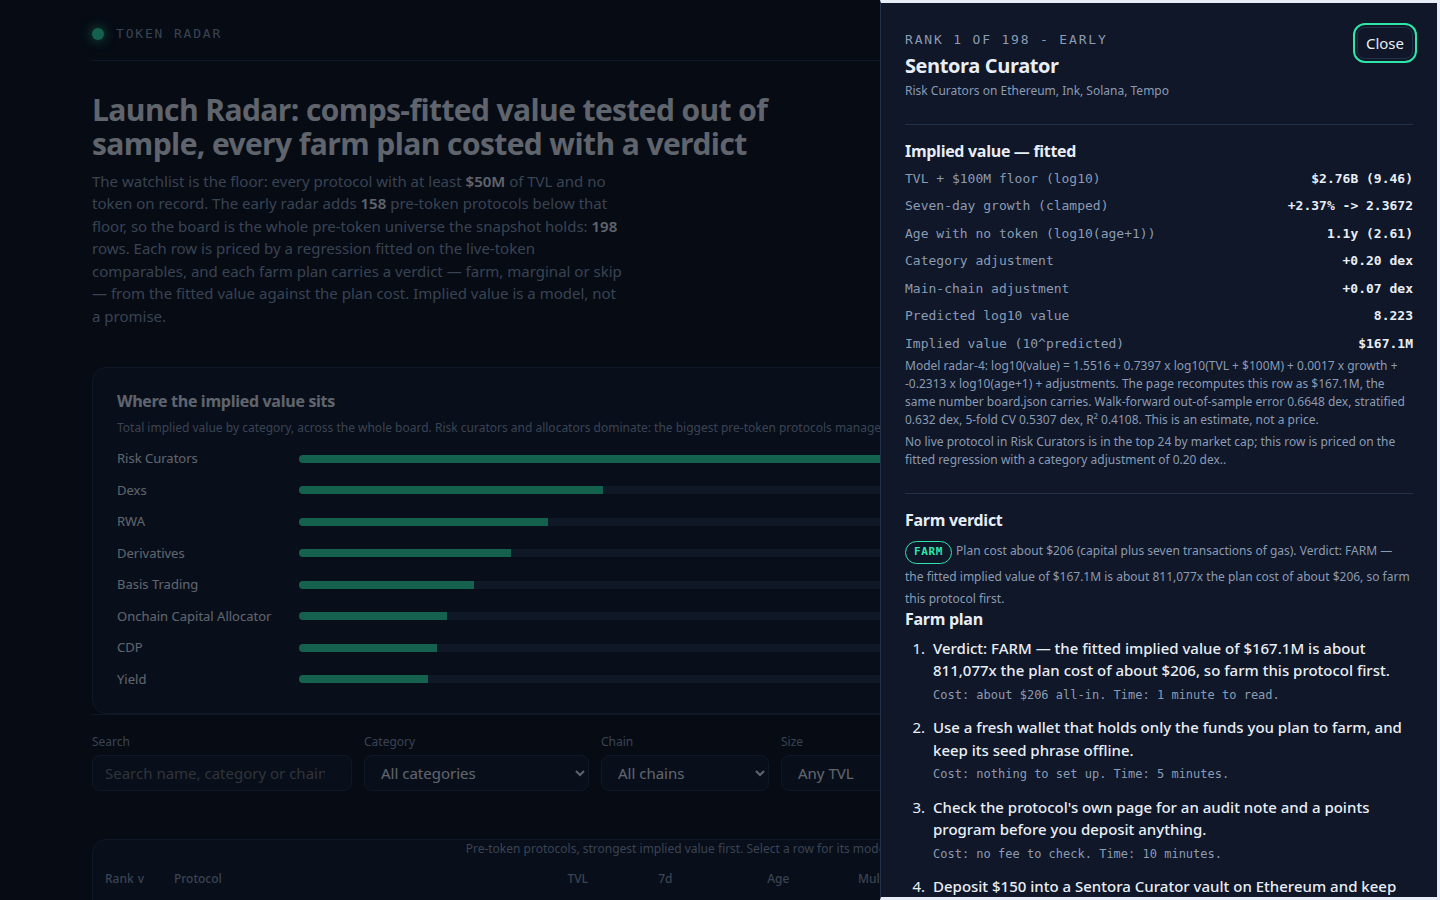 TOKEN RADAR
Launch Radar: comps-fitted value tested out of
sample, every farm plan costed with a verdict
The watchlist is the floor: every protocol with at least $50M of TVL and no
token on record. The early radar adds 158 pre-token protocols below that
floor, so the board is the whole pre-token universe the snapshot holds: 198
rows. Each row is priced by a regression fitted on the live-token
comparables, and each farm plan carries a verdict — farm, marginal or skip
— from the fitted value against the plan cost. Implied value is a model, not
a promise.
Where the implied value sits
Total implied value by category, across the whole board. Risk curators and allocators dominate: the biggest pre-token protocols manage
Risk Curators
Dexs
RWA
Derivatives
Basis Trading
Onchain Capital Allocator
CDP
Yield
Search
Category
Chain
Size
Search name, category or chain
All categories
All chains
Any TVL
Pre-token protocols, strongest implied value first. Select a row for its mod
Rank v
Protocol
TVL
7d
Age
Mul
RANK 1 OF 198 - EARLY
Close
Sentora Curator
Risk Curators on Ethereum, Ink, Solana, Tempo
Implied value — fitted
TVL + $100M floor (log10) $2.76B (9.46)
Seven-day growth (clamped) +2.37% -> 2.3672
Age with no token (log10(age+1)) 1.1y (2.61)
Category adjustment +0.20 dex
Main-chain adjustment +0.07 dex
Predicted log10 value 8.223
Implied value (10^predicted) $167.1M
Model radar-4: log10(value) = 1.5516 + 0.7397 x log10(TVL + $100M) + 0.0017 x growth +
-0.2313 x log10(age+1) + adjustments. The page recomputes this row as $167.1M, the
same number board.json carries. Walk-forward out-of-sample error 0.6648 dex, stratified
0.632 dex, 5-fold CV 0.5307 dex, R² 0.4108. This is an estimate, not a price.
No live protocol in Risk Curators is in the top 24 by market cap; this row is priced on the
fitted regression with a category adjustment of 0.20 dex..
Farm verdict
FARM Plan cost about $206 (capital plus seven transactions of gas). Verdict: FARM —
the fitted implied value of $167.1M is about 811,077x the plan cost of about $206, so farm
this protocol first.
Farm plan
1. Verdict: FARM — the fitted implied value of $167.1M is about
811,077x the plan cost of about $206, so farm this protocol first.
Cost: about $206 all-in. Time: 1 minute to read.
2. Use a fresh wallet that holds only the funds you plan to farm, and
keep its seed phrase offline.
Cost: nothing to set up. Time: 5 minutes.
3. Check the protocol's own page for an audit note and a points
program before you deposit anything.
Cost: no fee to check. Time: 10 minutes.
4. Deposit $150 into a Sentora Curator vault on Ethereum and keep